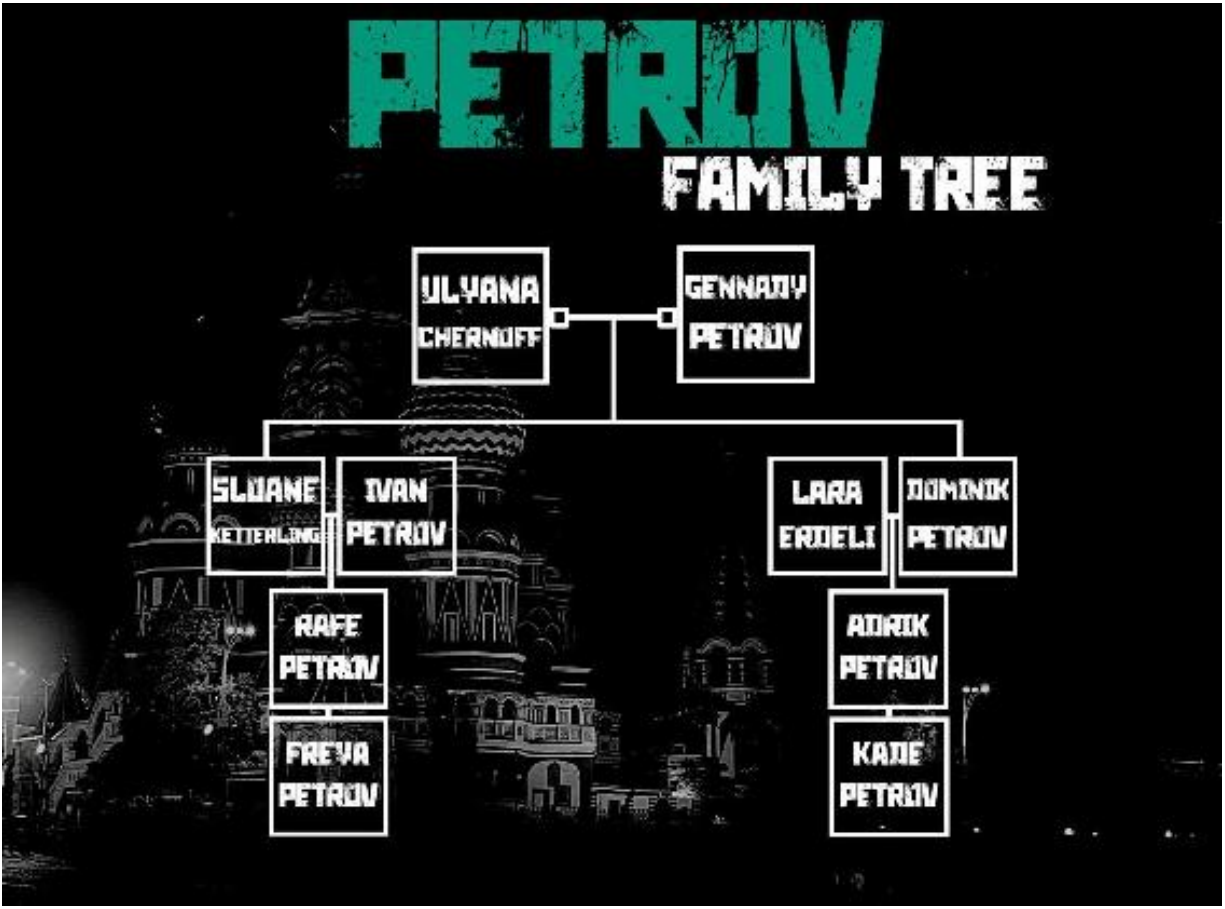 PETROV
FAMILY TREE
ULYANA
CHERNOFF
GENNADY
PETROV
SLOANE
KETTERLING
IVAN
PETROV
LARA
ERDELI
DOMINIK
PETROV
RAFE
PETROV
ADRIK
PETROV
FREYA
PETROV
KADE
PETROV